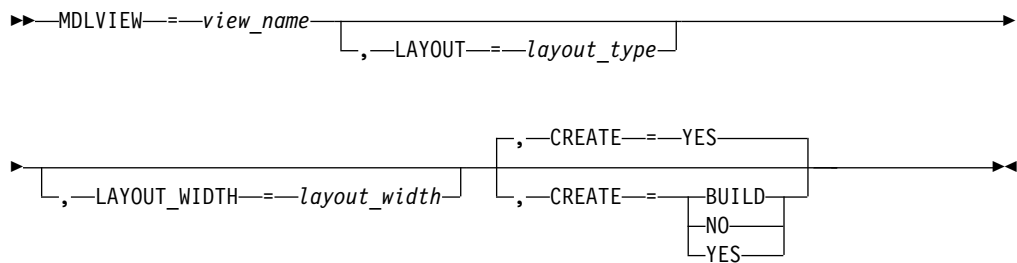 MDLVIEW = view_name
, LAYOUT = layout_type
, CREATE = YES
, LAYOUT_WIDTH = layout_width
, CREATE = BUILD
NO
YES